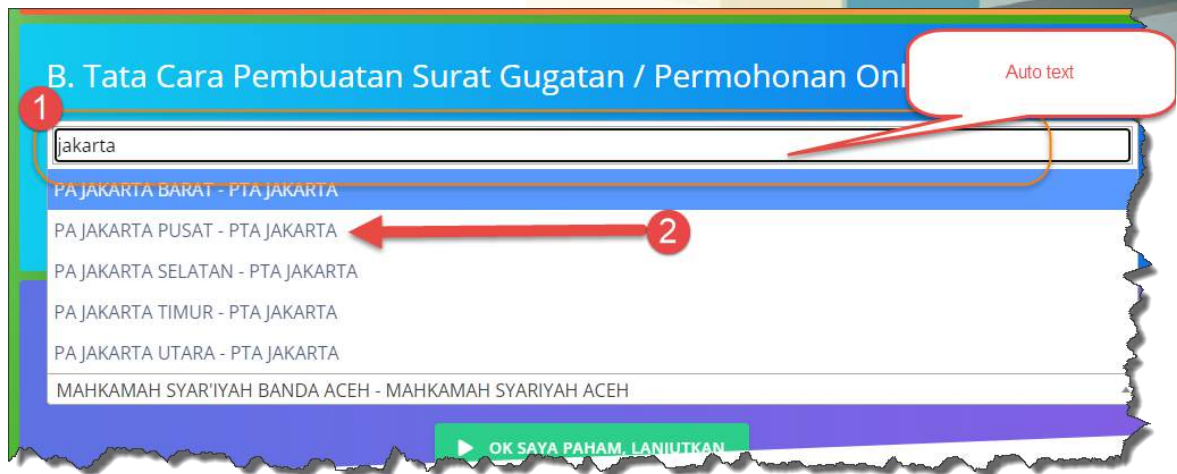 B. Tata Cara Pembuatan Surat Gugatan / Permohonan Onl
Auto text
1
jakarta
PA JAKARTA BARAT - PTA JAKARTA
PA JAKARTA PUSAT - PTA JAKARTA
2
PA JAKARTA SELATAN - PTA JAKARTA
PA JAKARTA TIMUR - PTA JAKARTA
PA JAKARTA UTARA - PTA JAKARTA
MAHKAMAH SYAR'IYAH BANDA ACEH - MAHKAMAH SYARIYAH ACEH
OK SAYA PAHAM, LANJUTKAN